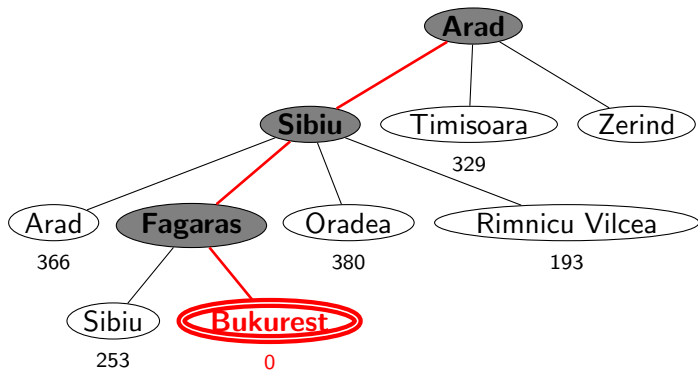 Arad
Sibiu Timisoara Zerind
329
Arad Fagaras Oradea Rimnicu Vilcea
366 380 193
Sibiu Bukurest
253 0